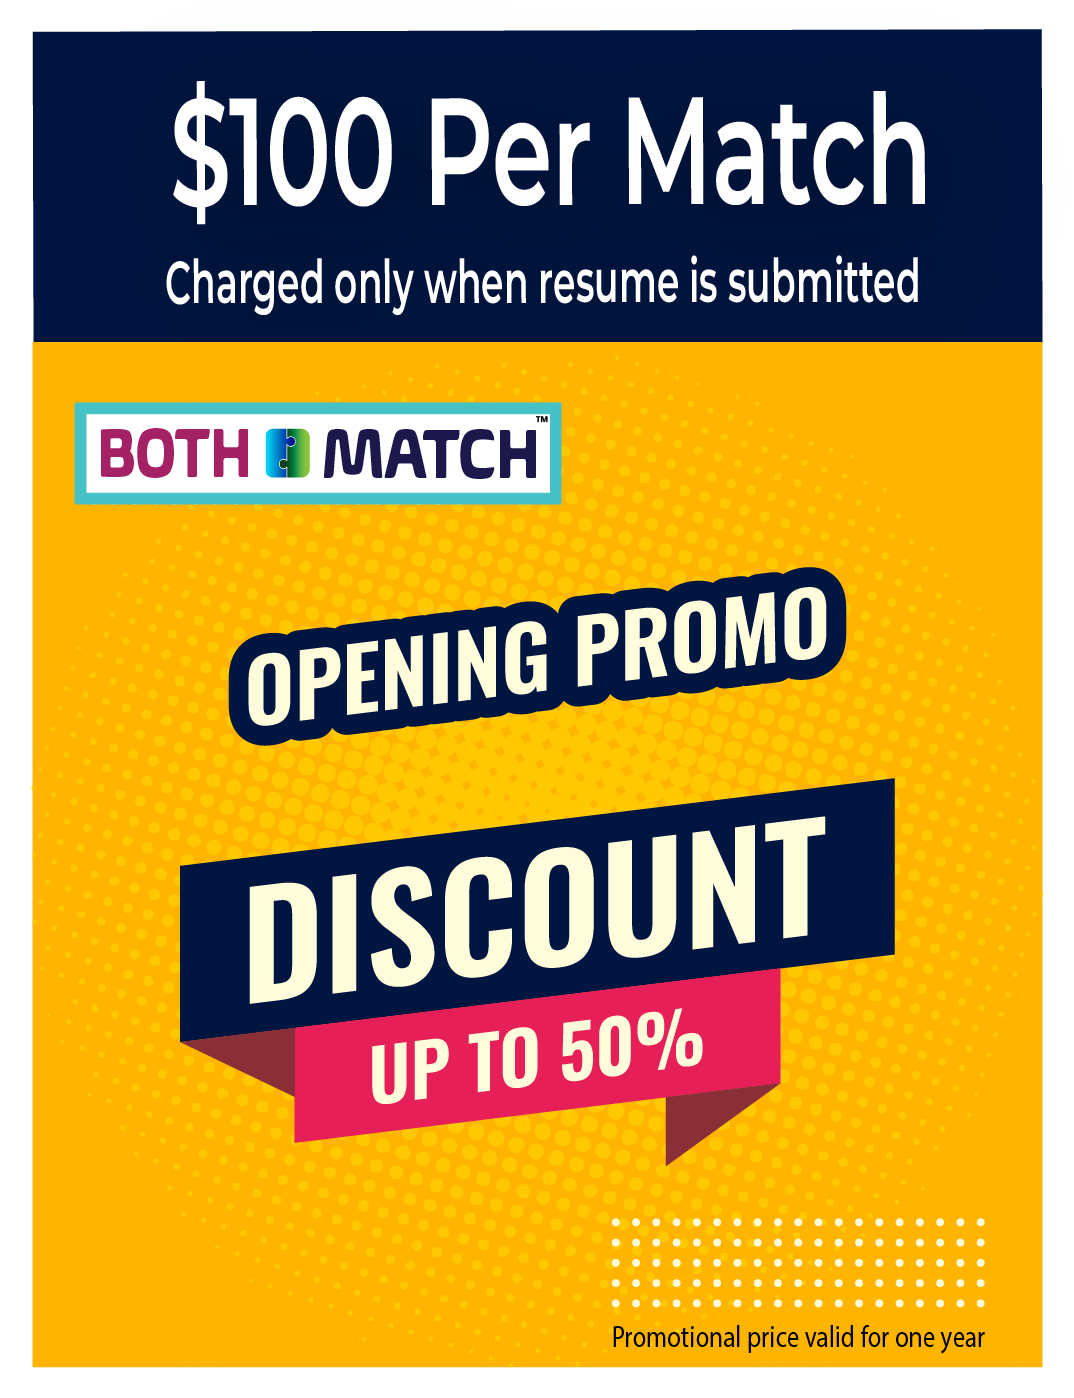 $100 Per Match
Charged only when resume is submitted
BOTH MATCH™
OPENING PROMO
DISCOUNT
UP TO 50%
Promotional price valid for one year